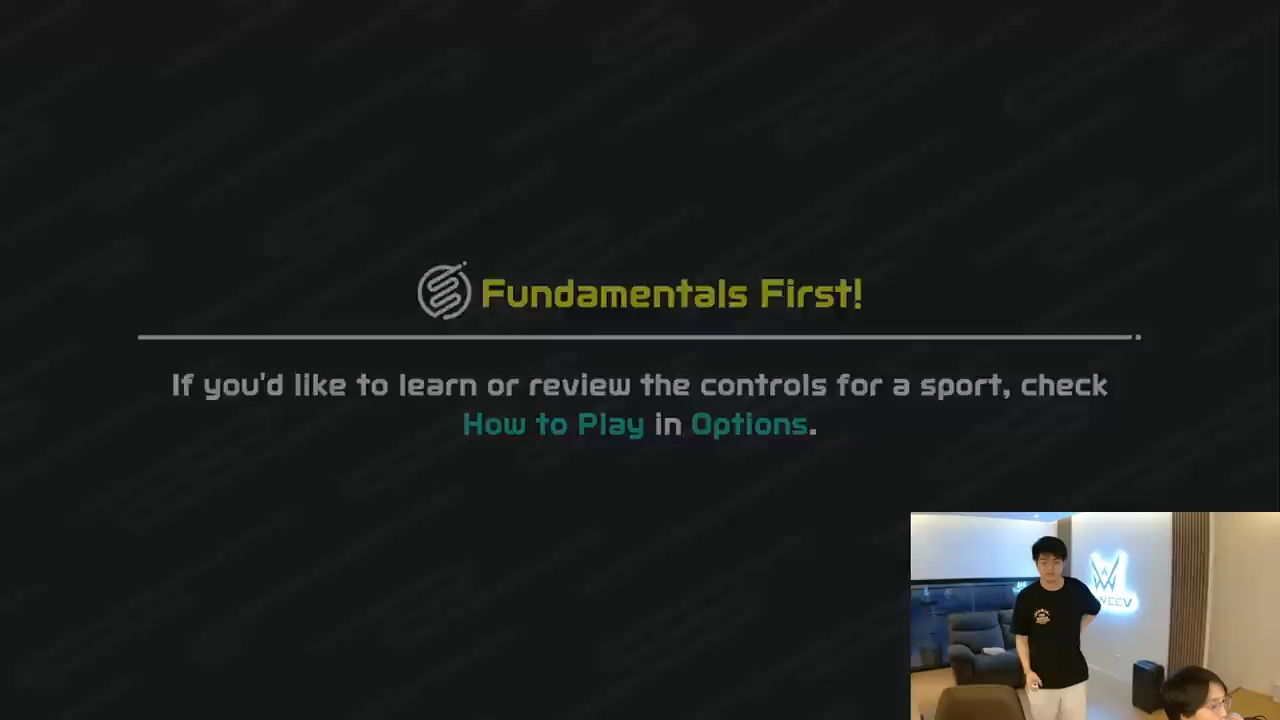 Fundamentals First!
If you'd like to learn or review the controls for a sport, check
How to Play in Options.